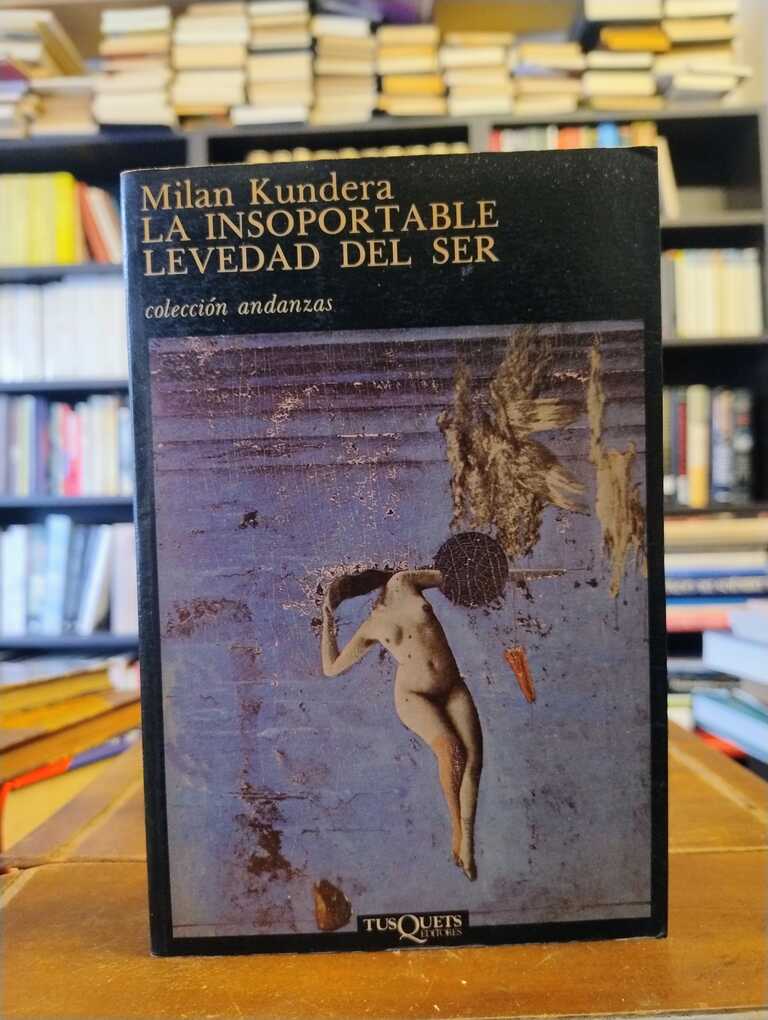 Milan Kundera
LA INSOPORTABLE
LEVEDAD DEL SER
colección andanzas
TUSQUETS
EDITORES